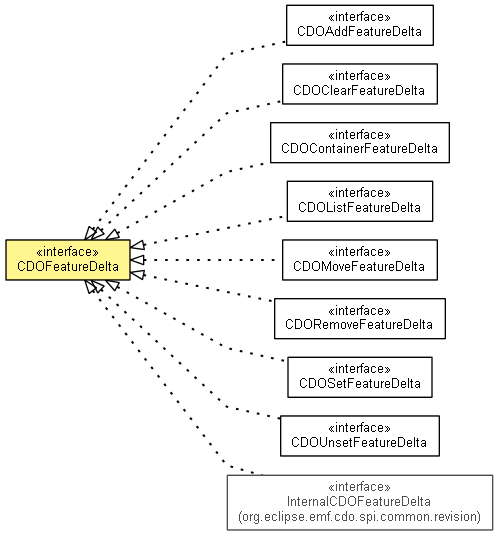 «interface»
CDOAddFeatureDelta
«interface»
CDOClearFeatureDelta
«interface»
CDOContainerFeatureDelta
«interface»
CDOListFeatureDelta
«interface»
CDOFeatureDelta
«interface»
CDOMoveFeatureDelta
«interface»
CDORemoveFeatureDelta
«interface»
CDOSetFeatureDelta
«interface»
CDOUnsetFeatureDelta
«interface»
InternalCDOFeatureDelta
(org.eclipse.emf.cdo.spi.common.revision)